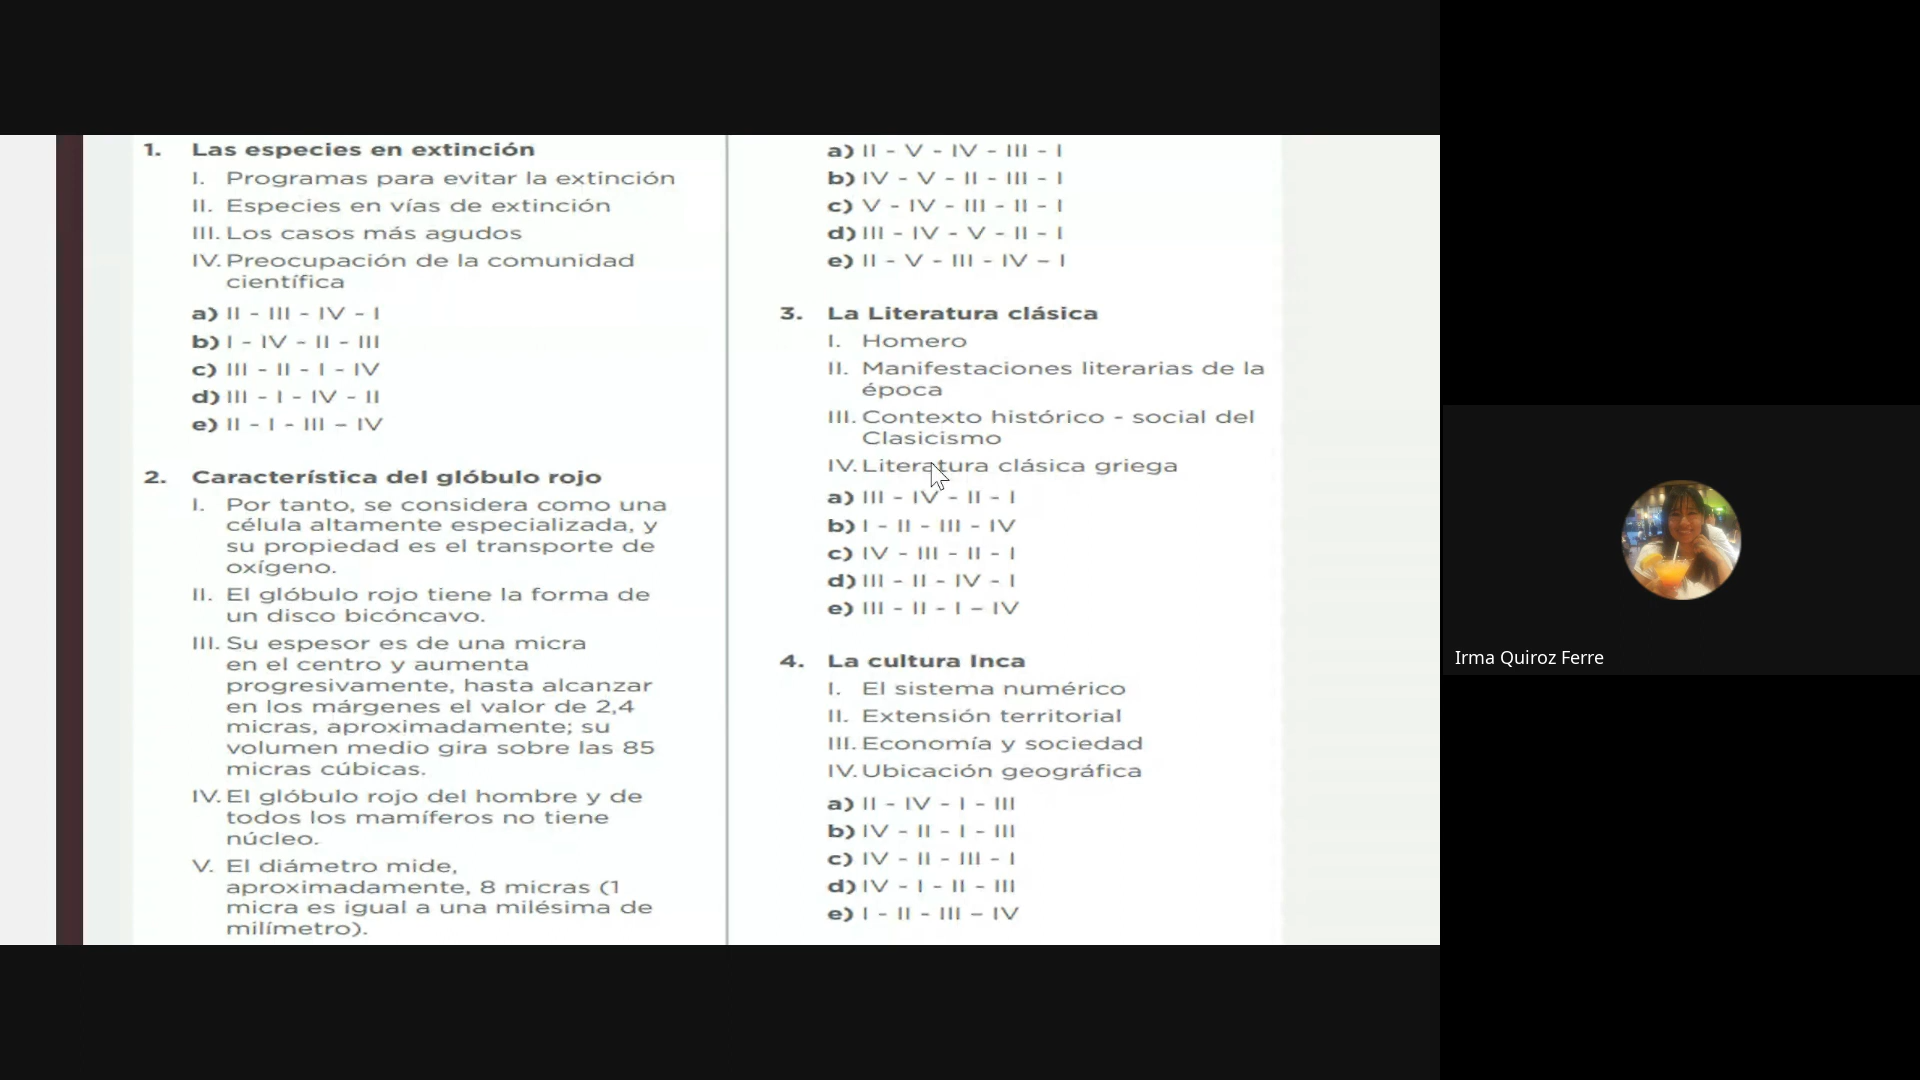 1. Las especies en extinción
I. Programas para evitar la extinción
II. Especies en vías de extinción
III. Los casos más agudos
IV. Preocupación de la comunidad
científica
a) II - III - IV - I
b) I - IV - II - III
c) III - II - I - IV
d) III - I - IV - II
e) II - I - III – IV
2. Característica del glóbulo rojo
I. Por tanto, se considera como una
célula altamente especializada, y
su propiedad es el transporte de
oxígeno.
II. El glóbulo rojo tiene la forma de
un disco bicóncavo.
III. Su espesor es de una micra
en el centro y aumenta
progresivamente, hasta alcanzar
en los márgenes el valor de 2,4
micras, aproximadamente; su
volumen medio gira sobre las 85
micras cúbicas.
IV. El glóbulo rojo del hombre y de
todos los mamíferos no tiene
núcleo.
V. El diámetro mide,
aproximadamente, 8 micras (1
micra es igual a una milésima de
milímetro).
a) II - V - IV - III - I
b) IV - V - II - III - I
c) V - IV - III - II - I
d) III - IV - V - II - I
e) II - V - III - IV – I
3. La Literatura clásica
I. Homero
II. Manifestaciones literarias de la
época
III. Contexto histórico - social del
Clasicismo
IV. Literatura clásica griega
a) III - IV - II - I
b) I - II - III - IV
c) IV - III - II - I
d) III - II - IV - I
e) III - II - I – IV
4. La cultura Inca
I. El sistema numérico
II. Extensión territorial
III. Economía y sociedad
IV. Ubicación geográfica
a) II - IV - I - III
b) IV - II - I - III
c) IV - II - III - I
d) IV - I - II - III
e) I - II - III – IV
Irma Quiroz Ferre